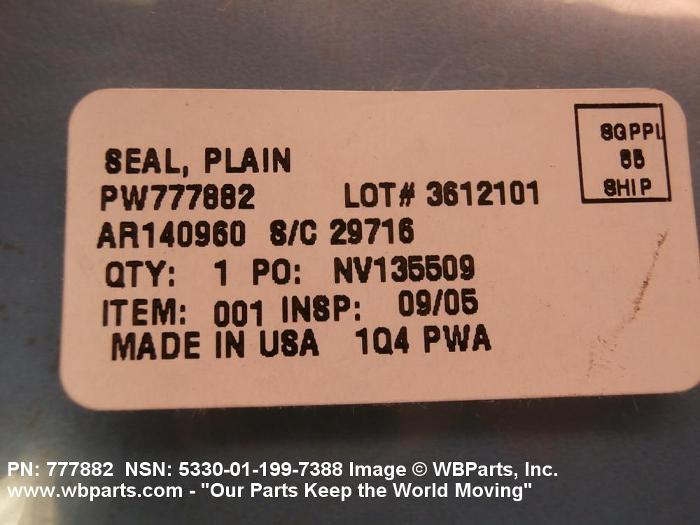 SGPPL
85
SHIP
SEAL, PLAIN
PW777882 LOT# 3612101
AR140960 S/C 29716
QTY: 1 PO: NV135509
ITEM: 001 INSP: 09/05
MADE IN USA 1Q4 PWA
PN: 777882 NSN: 5330-01-199-7388 Image © WBParts, Inc.
www.wbparts.com - "Our Parts Keep the World Moving"